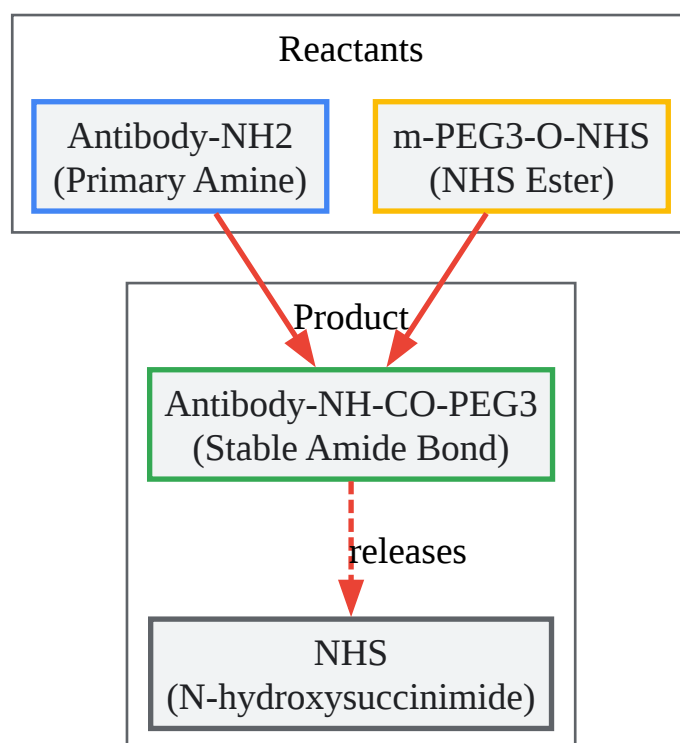 Reactants
Antibody-NH2
(Primary Amine)
m-PEG3-O-NHS
(NHS Ester)
Product
Antibody-NH-CO-PEG3
(Stable Amide Bond)
releases
NHS
(N-hydroxysuccinimide)